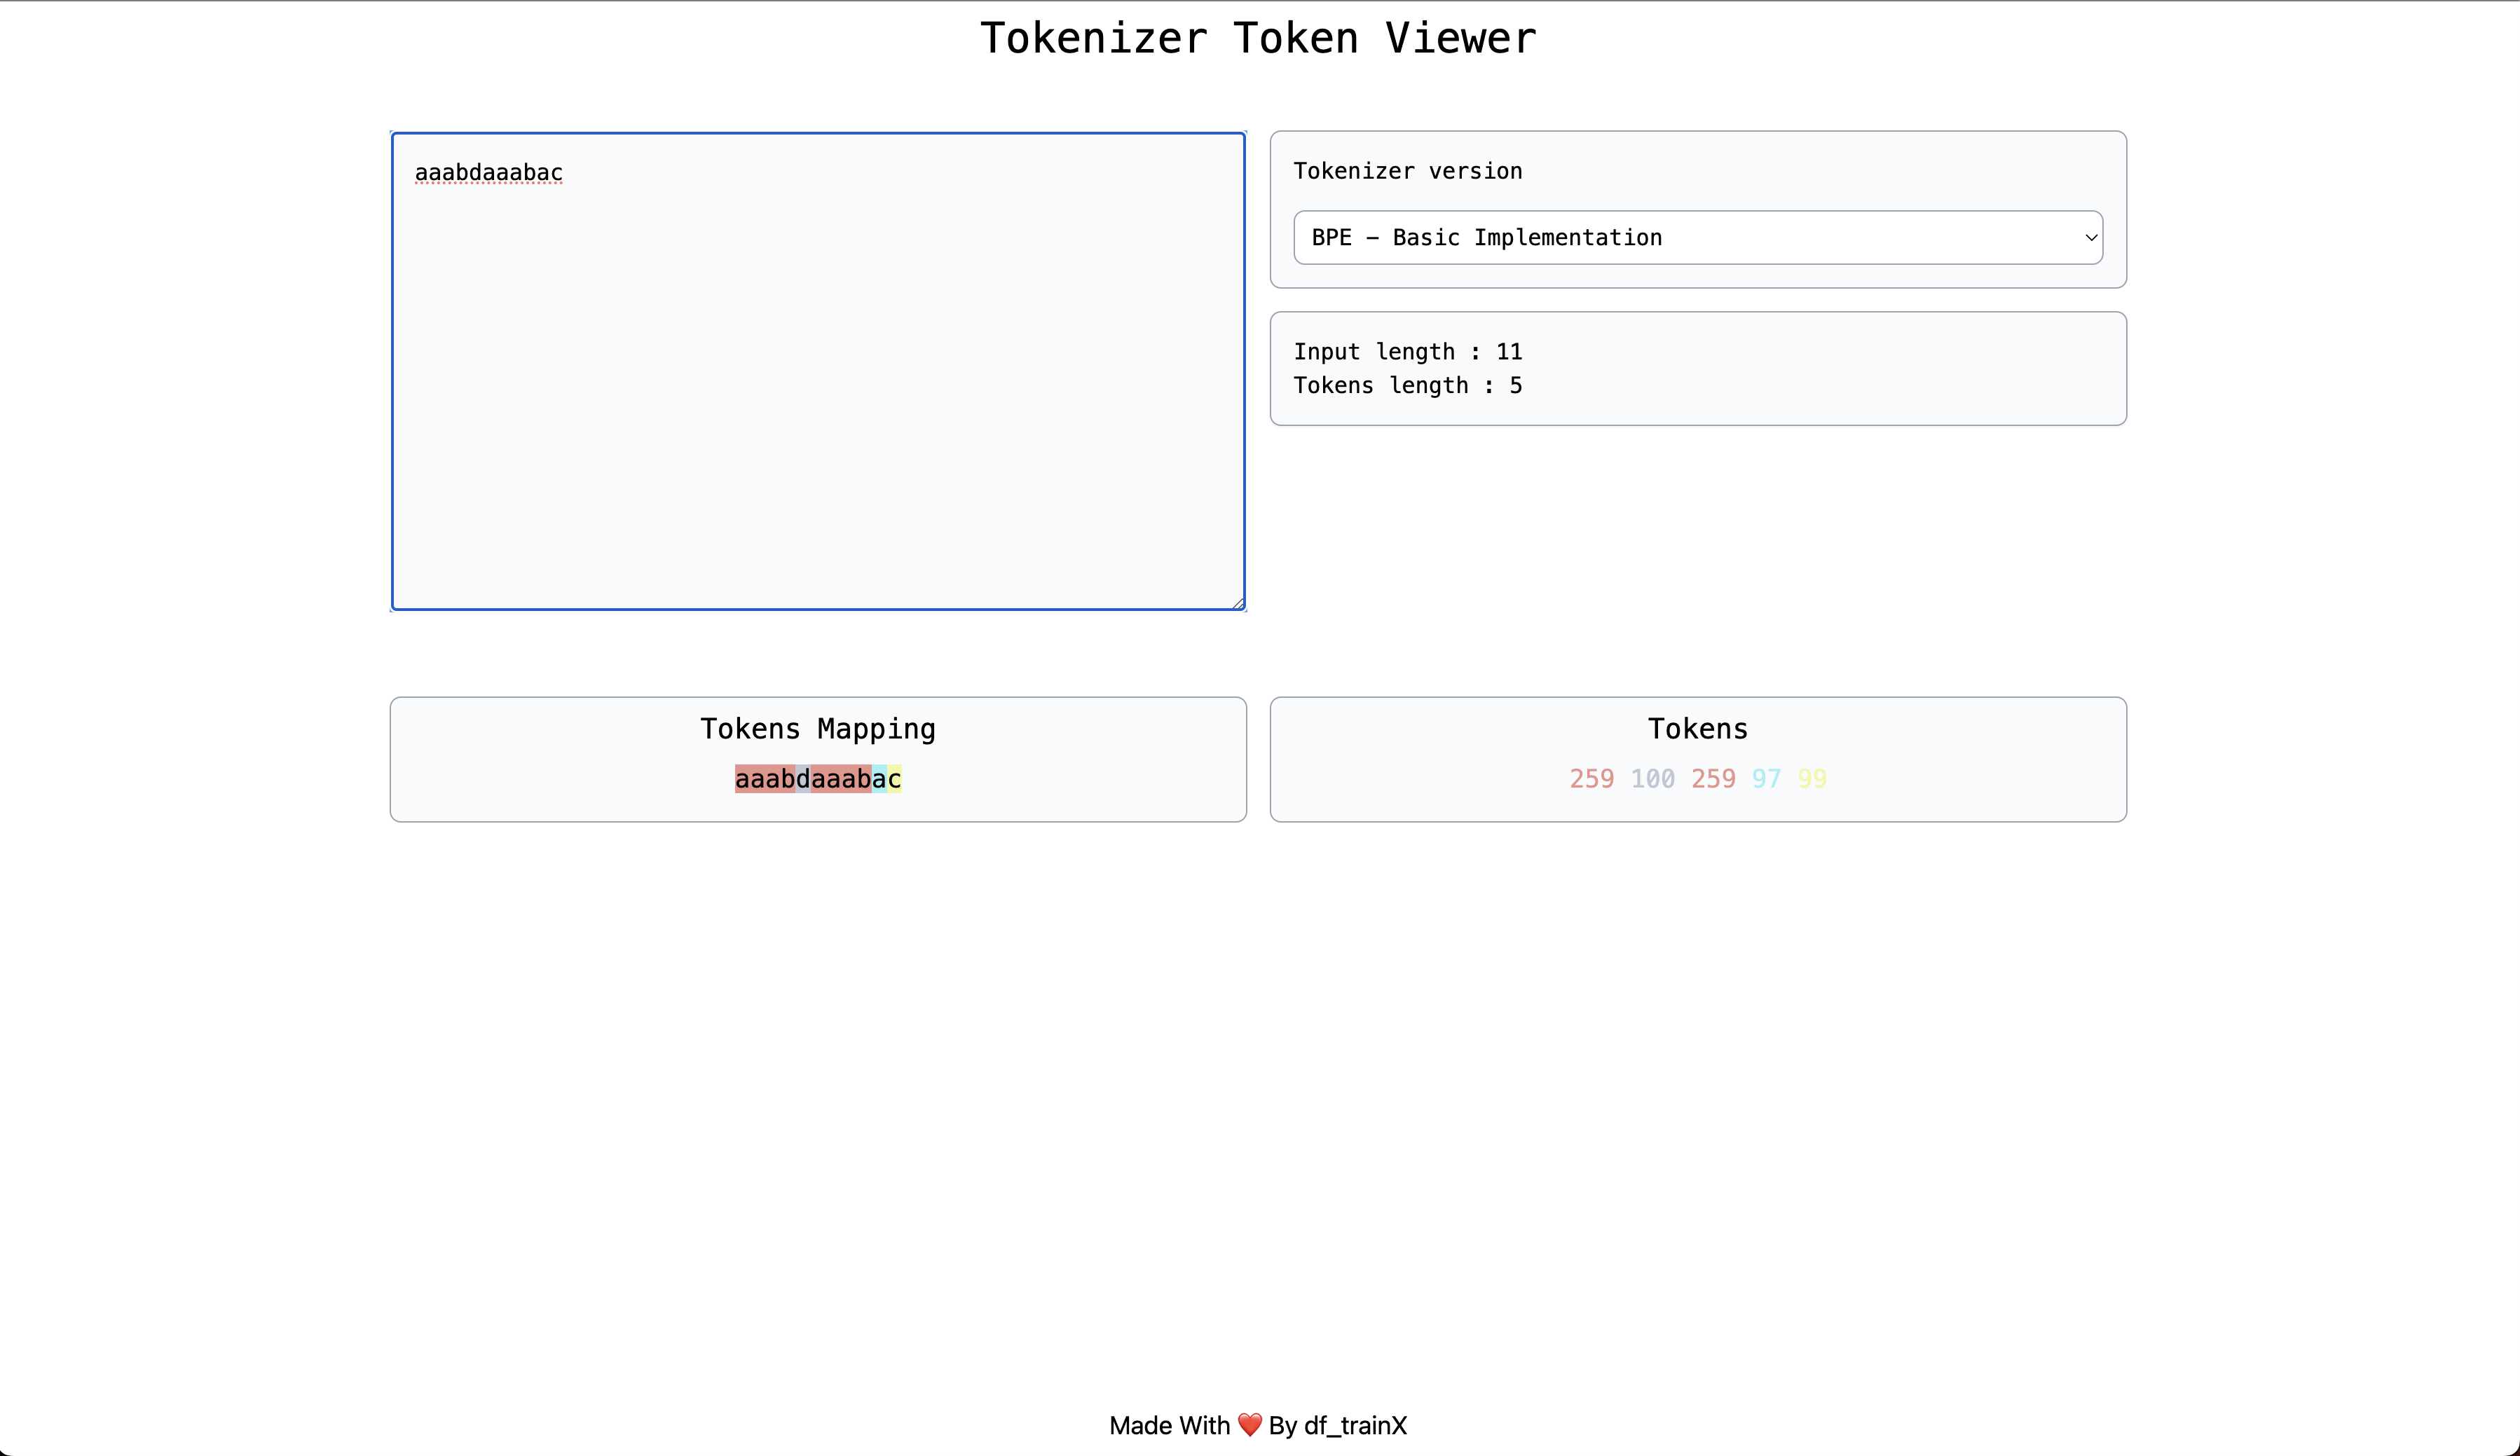 Tokenizer Token Viewer
aaabdaaabac
Tokenizer version
BPE – Basic Implementation
Input length : 11
Tokens length : 5
Tokens Mapping
aaabdaaabac
Tokens
259 100 259 97 99
Made With ❤️ By df_trainX